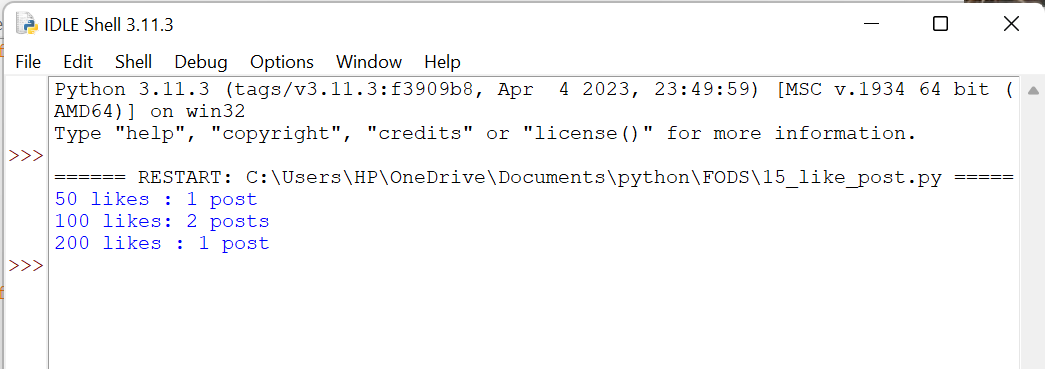 IDLE Shell 3.11.3
File Edit Shell Debug Options Window Help
Python 3.11.3 (tags/v3.11.3:f3909b8, Apr  4 2023, 23:49:59) [MSC v.1934 64 bit (
AMD64)] on win32
Type "help", "copyright", "credits" or "license()" for more information.
>>>
====== RESTART: C:\Users\HP\OneDrive\Documents\python\FODS\15_like_post.py =====
50 likes : 1 post
100 likes: 2 posts
200 likes : 1 post
>>>